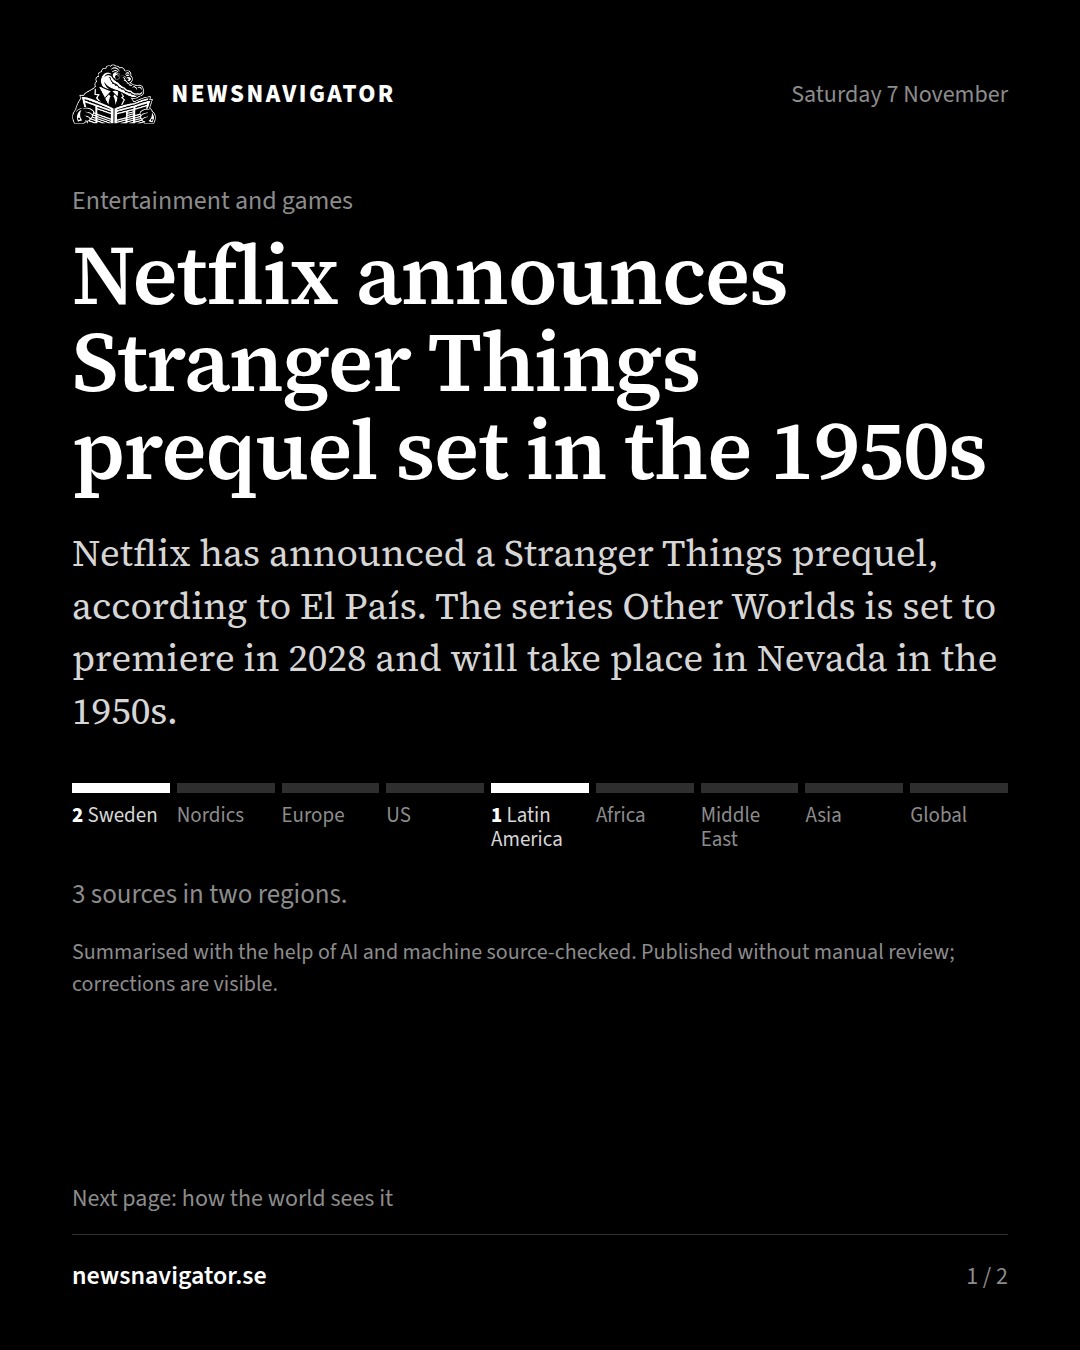 NEWSNAVIGATOR
Saturday 7 November
Entertainment and games
Netflix announces
Stranger Things
prequel set in the 1950s
Netflix has announced a Stranger Things prequel,
according to El País. The series Other Worlds is set to
premiere in 2028 and will take place in Nevada in the
1950s.
2 Sweden
Nordics
Europe
US
1 Latin
America
Africa
Middle
East
Asia
Global
3 sources in two regions.
Summarised with the help of AI and machine source-checked. Published without manual review;
corrections are visible.
Next page: how the world sees it
newsnavigator.se
1 / 2